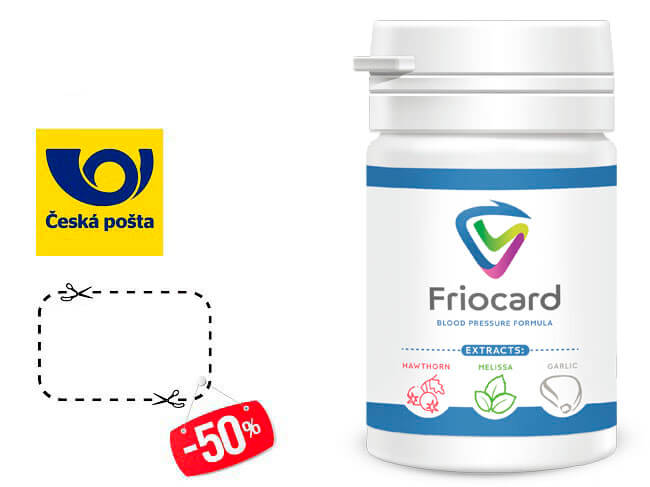 Česká pošta
-50%
Friocard
BLOOD PRESSURE FORMULA
EXTRACTS:
HAWTHORN MELISSA GARLIC